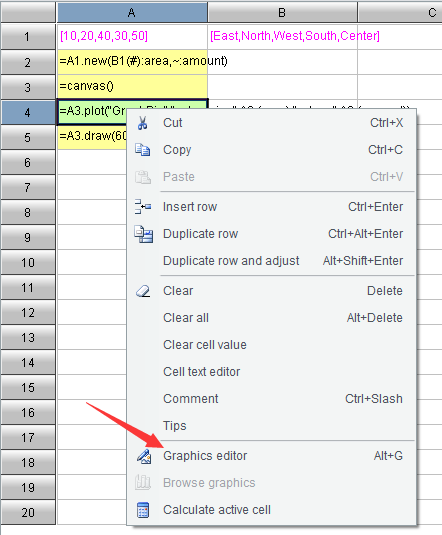 A B C
1 [10,20,40,30,50] [East,North,West,South,Center]
2 =A1.new(B1(#):area,~:amount)
3 =canvas()
4 =A3.plot("Gr
5 =A3.draw(60
6
7
8
9
10
11
12
13
14
15
16
17
18
19
20
Cut Ctrl+X
Copy Ctrl+C
Paste Ctrl+V
Insert row Ctrl+Enter
Duplicate row Ctrl+Alt+Enter
Duplicate row and adjust Alt+Shift+Enter
Clear Delete
Clear all Alt+Delete
Clear cell value
Cell text editor
Comment Ctrl+Slash
Tips
Graphics editor Alt+G
Browse graphics
Calculate active cell